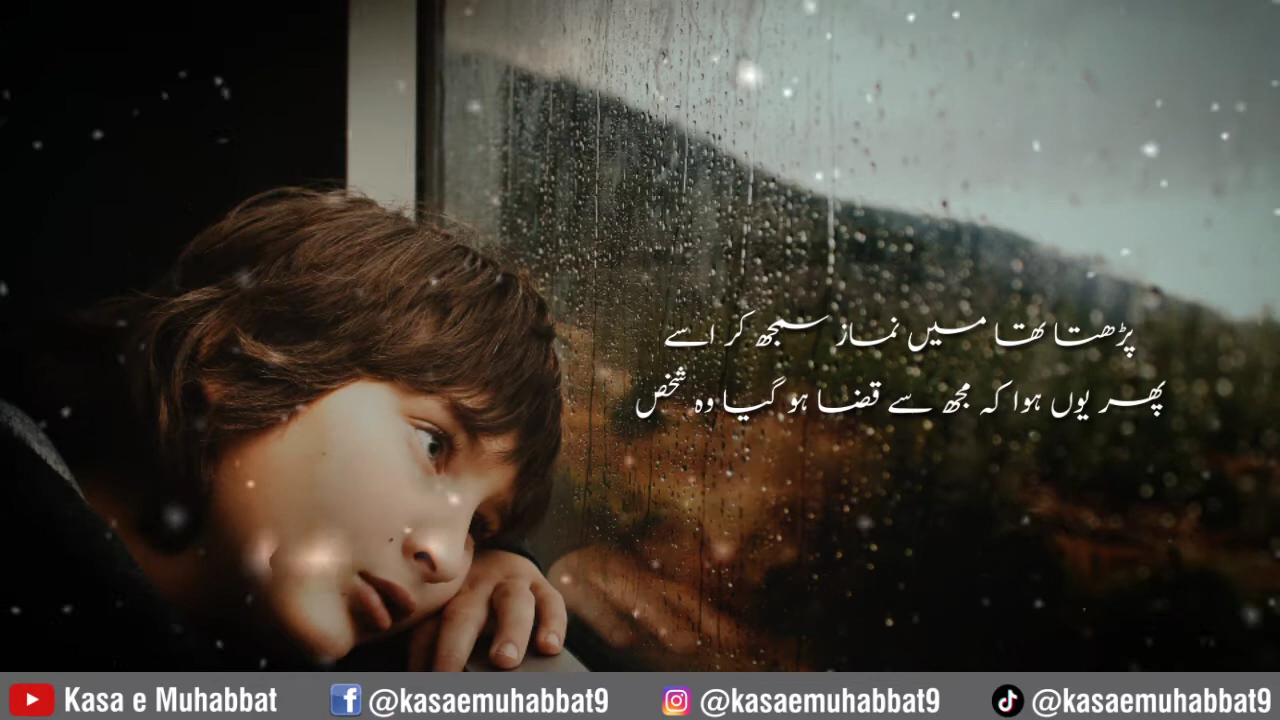 پڑھتا تھا میں نماز سمجھ کر اسے
پھر یوں ہوا کہ مجھ سے قضا ہو گیا وہ شخص
Kasa e Muhabbat @kasaemuhabbat9 @kasaemuhabbat9 @kasaemuhabbat9